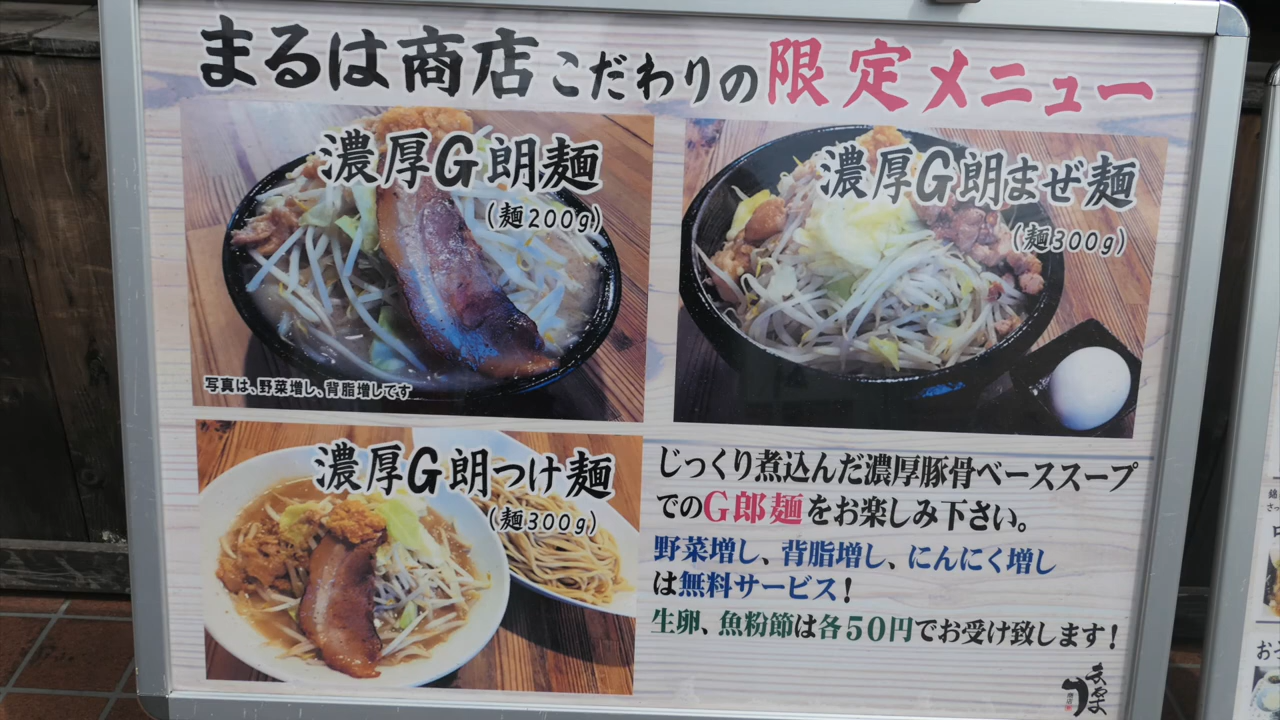 まるは商店こだわりの限定メニュー
濃厚G朗麺
(麺200g)
写真は、野菜増し、背脂増しです
濃厚G朗まぜ麺
(麺300g)
濃厚G朗つけ麺
(麺300g)
じっくり煮込んだ濃厚豚骨ベーススープ
でのG郎麺をお楽しみ下さい。
野菜増し、背脂増し、にんにく増し
は無料サービス!
生卵、魚粉節は各50円でお受け致します!